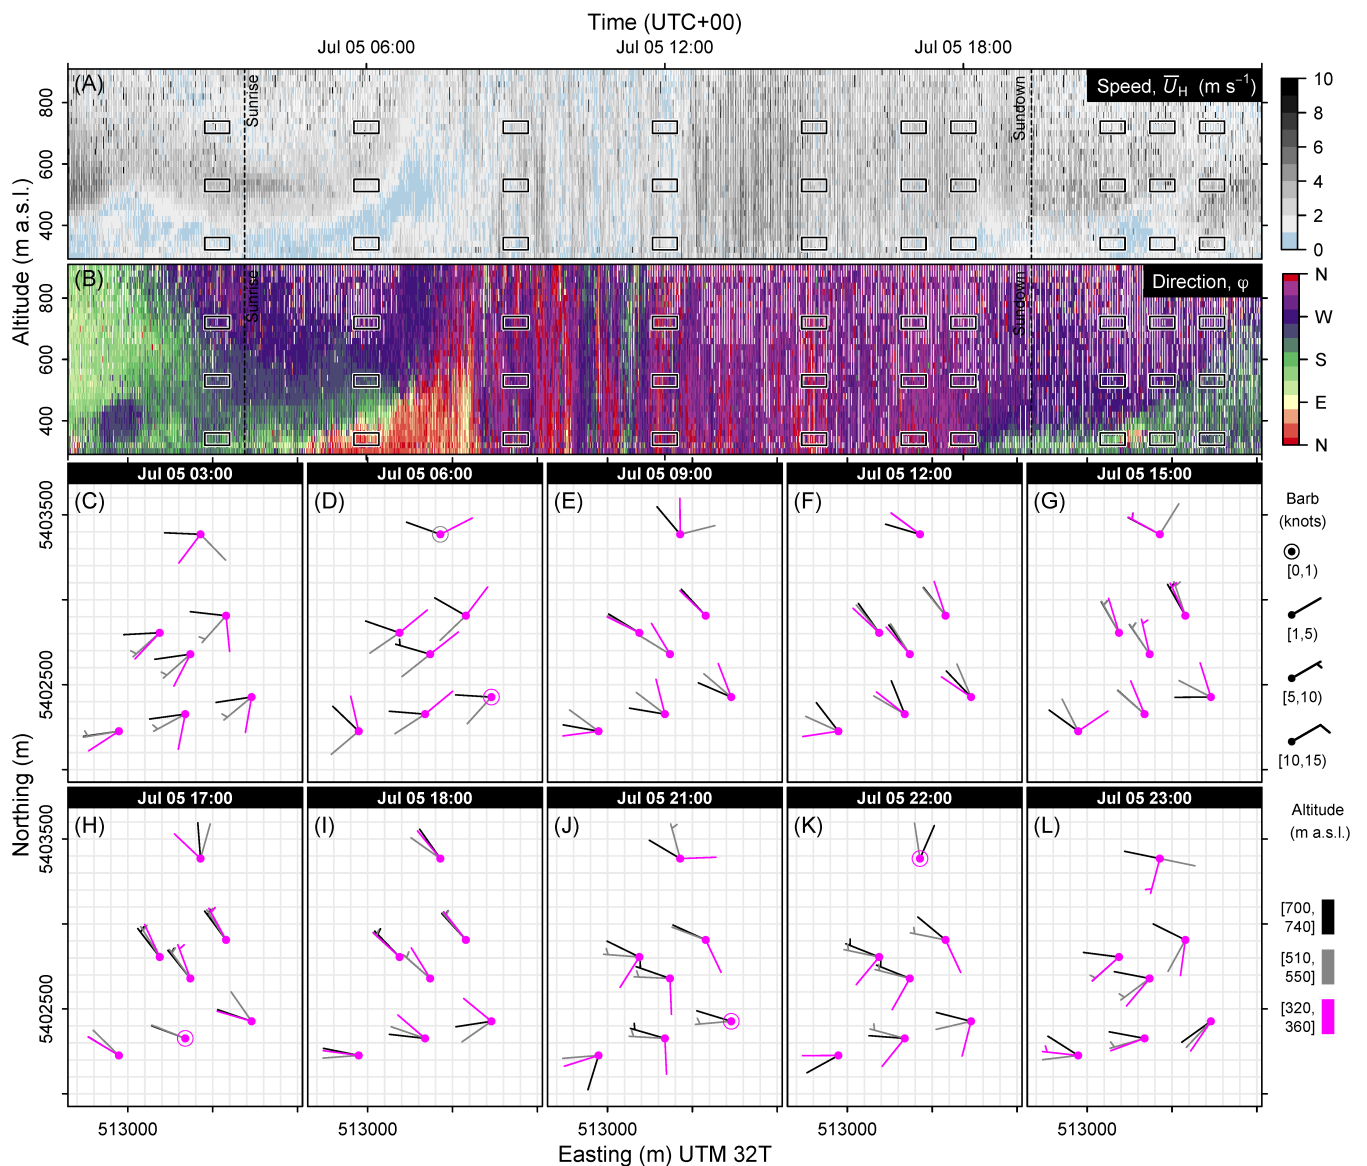 Time (UTC+00)
Jul 05 06:00 Jul 05 12:00 Jul 05 18:00
(A) Sunrise Sundown Speed, U̅H (m s−1)
Altitude (m a.s.l.)
800
600
400
10
8
6
4
2
0
(B) Sunrise Sundown Direction, φ
800
600
400
N
W
S
E
N
Jul 05 03:00 Jul 05 06:00 Jul 05 09:00 Jul 05 12:00 Jul 05 15:00
(C) (D) (E) (F) (G)
5403500
5402500
Barb
(knots)
[0,1)
[1,5)
[5,10)
[10,15)
Northing (m)
Jul 05 17:00 Jul 05 18:00 Jul 05 21:00 Jul 05 22:00 Jul 05 23:00
(H) (I) (J) (K) (L)
5403500
5402500
Altitude
(m a.s.l.)
[700,
740]
[510,
550]
[320,
360]
513000 513000 513000 513000 513000
Easting (m) UTM 32T